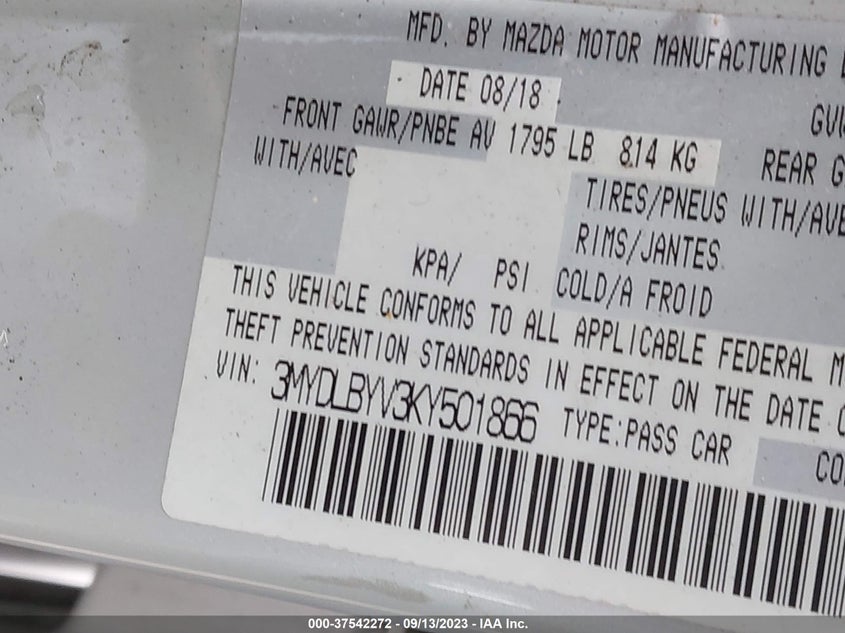 MFD. BY MAZDA MOTOR MANUFACTURING
DATE 08/18
FRONT GAWR/PNBE AV 1795 LB 814 KG
WITH/AVEC
REAR
TIRES/PNEUS
RIMS/JANTES
KPA/ PSI COLD/A FROID
THIS VEHICLE CONFORMS TO ALL APPLICABLE FEDERAL
THEFT PREVENTION STANDARDS IN EFFECT ON THE DATE
VIN: 3MYDLBYV3KY501866 TYPE:PASS CAR
000-37542272 - 09/13/2023 - IAA Inc.